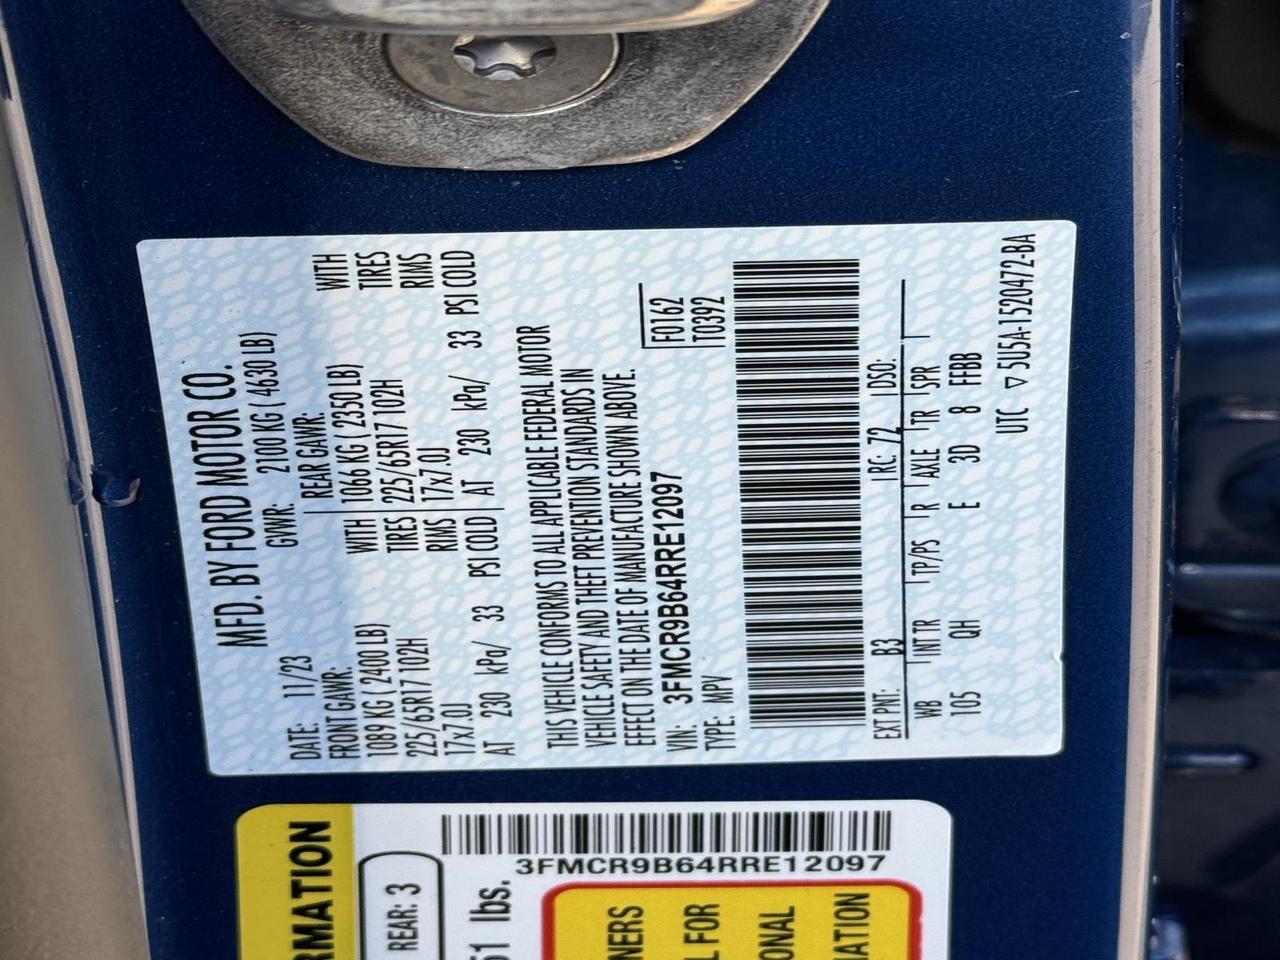 MFD. BY FORD MOTOR CO.
DATE: 11/23 GVWR: 2100 KG ( 4630 LB)
FRONT GAWR: REAR GAWR:
1089 KG ( 2400 LB) WITH 1066 KG ( 2350 LB) WITH
225/65R17 102H TIRES 225/65R17 102H TIRES
17x7.0J RIMS 17x7.0J RIMS
AT 230 kPa/ 33 PSI COLD AT 230 kPa/ 33 PSI COLD
THIS VEHICLE CONFORMS TO ALL APPLICABLE FEDERAL MOTOR
VEHICLE SAFETY AND THEFT PREVENTION STANDARDS IN
EFFECT ON THE DATE OF MANUFACTURE SHOWN ABOVE.
VIN: 3FMCR9B64RRE12097 F0162
TYPE: MPV T0392
EXT PNT: B3 RC: 72 DSO:
WB INT TR TP/PS R AXLE TR SPR
105 QH E 3D 8 FFBB
UTC ▽ 5U5A-1520472-BA
RMATION
REAR: 3
51 lbs.
3FMCR9B64RRE12097
NERS
L FOR
ONAL
ATION